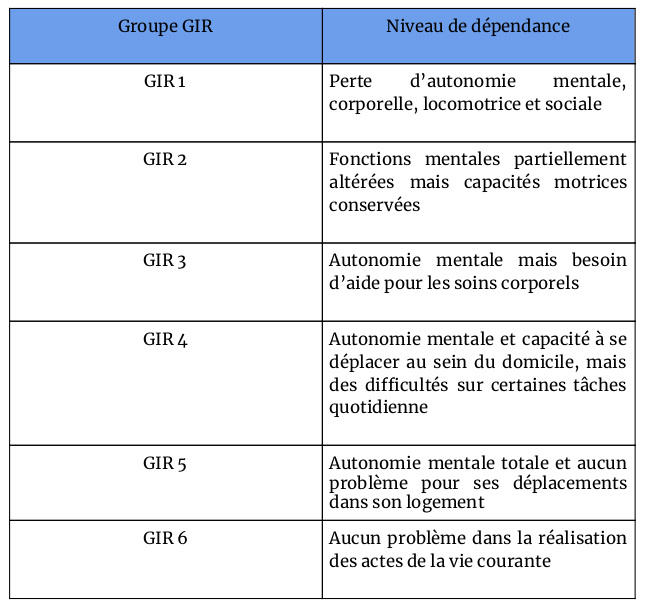 Groupe GIR
Niveau de dépendance
GIR 1
Perte d’autonomie mentale,
corporelle, locomotrice et sociale
GIR 2
Fonctions mentales partiellement
altérées mais capacités motrices
conservées
GIR 3
Autonomie mentale mais besoin
d’aide pour les soins corporels
GIR 4
Autonomie mentale et capacité à se
déplacer au sein du domicile, mais
des difficultés sur certaines tâches
quotidienne
GIR 5
Autonomie mentale totale et aucun
problème pour ses déplacements
dans son logement
GIR 6
Aucun problème dans la réalisation
des actes de la vie courante